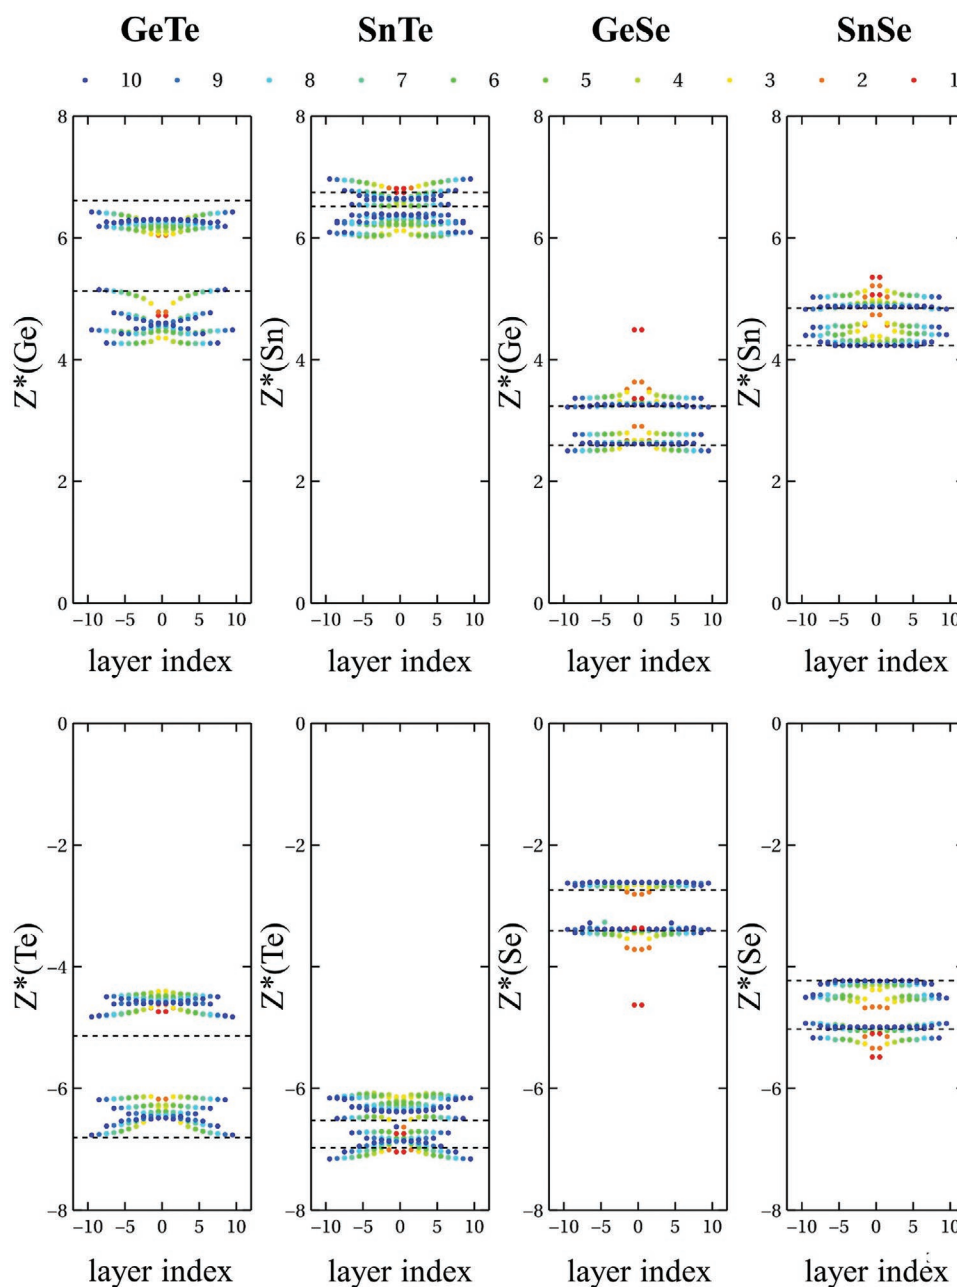 GeTe SnTe GeSe SnSe
10 9 8 7 6 5 4 3 2 1
8 8 8 8
6 6 6 6
4 4 4 4
2 2 2 2
0 0 0 0
Z*(Ge) Z*(Sn) Z*(Ge) Z*(Sn)
−10 −5 0 5 10 −10 −5 0 5 10 −10 −5 0 5 10 −10 −5 0 5 10
layer index layer index layer index layer index
0 0 0 0
−2 −2 −2 −2
−4 −4 −4 −4
−6 −6 −6 −6
−8 −8 −8 −8
Z*(Te) Z*(Te) Z*(Se) Z*(Se)
−10 −5 0 5 10 −10 −5 0 5 10 −10 −5 0 5 10 −10 −5 0 5 10
layer index layer index layer index layer index